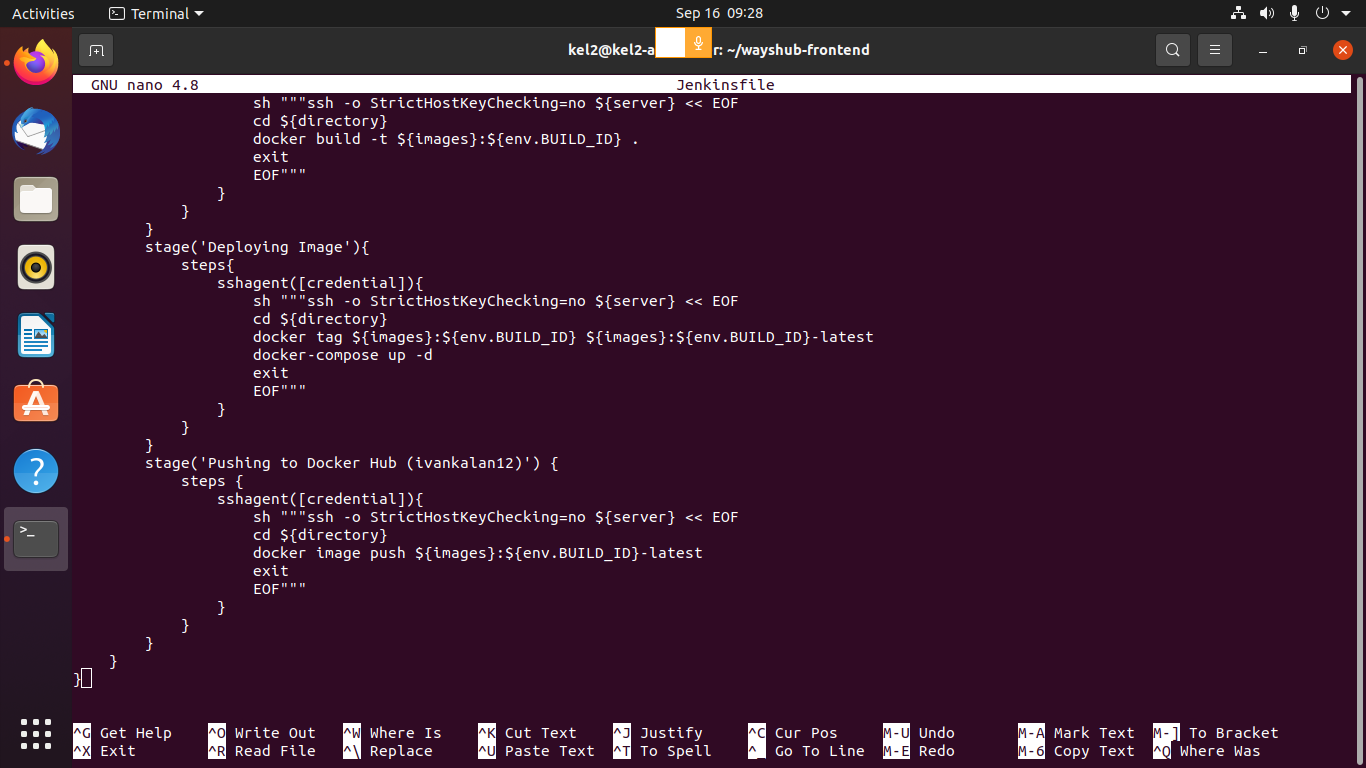 Activities Terminal Sep 16 09:28
kel2@kel2-a r: ~/wayshub-frontend
GNU nano 4.8 Jenkinsfile
sh """ssh -o StrictHostKeyChecking=no ${server} << EOF
cd ${directory}
docker build -t ${images}:${env.BUILD_ID} .
exit
EOF"""
}
}
}
stage('Deploying Image'){
steps{
sshagent([credential]){
sh """ssh -o StrictHostKeyChecking=no ${server} << EOF
cd ${directory}
docker tag ${images}:${env.BUILD_ID} ${images}:${env.BUILD_ID}-latest
docker-compose up -d
exit
EOF"""
}
}
}
stage('Pushing to Docker Hub (ivankalan12)') {
steps {
sshagent([credential]){
sh """ssh -o StrictHostKeyChecking=no ${server} << EOF
cd ${directory}
docker image push ${images}:${env.BUILD_ID}-latest
exit
EOF"""
}
}
}
}
}
^G Get Help ^O Write Out ^W Where Is ^K Cut Text ^J Justify ^C Cur Pos M-U Undo M-A Mark Text M-] To Bracket
^X Exit ^R Read File ^\ Replace ^U Paste Text ^T To Spell ^_ Go To Line M-E Redo M-6 Copy Text ^Q Where Was